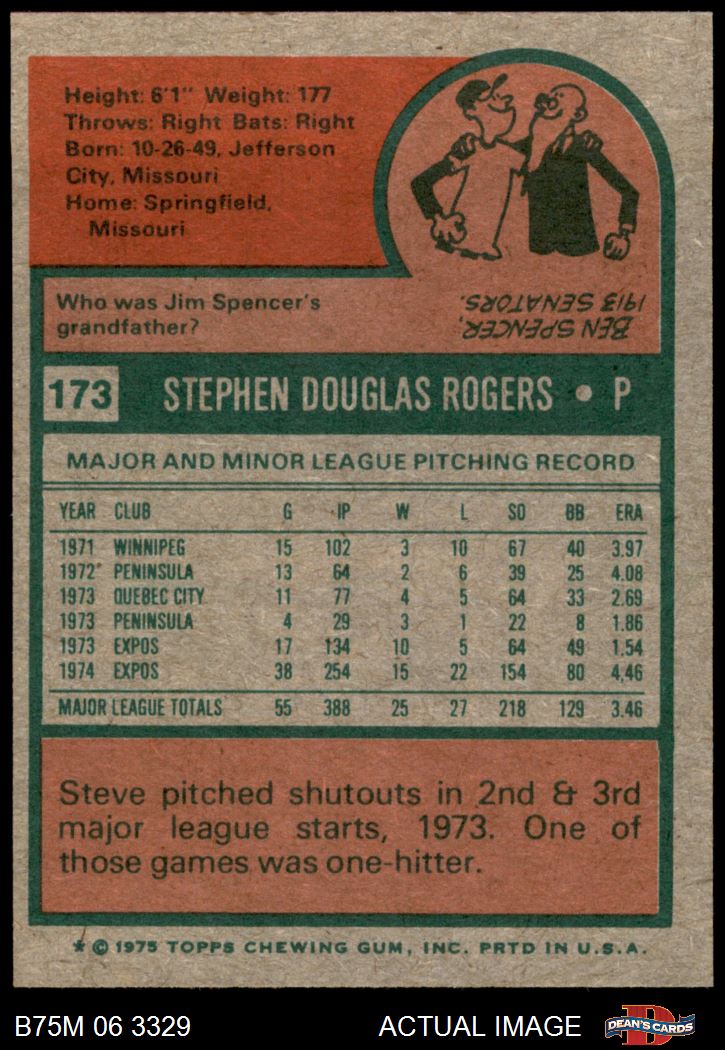 Height: 6'1" Weight: 177
Throws: Right Bats: Right
Born: 10-26-49, Jefferson
City, Missouri
Home: Springfield,
Missouri
Who was Jim Spencer's
grandfather?
BEN SPENCER,
1913 SENATORS.
173 STEPHEN DOUGLAS ROGERS • P
MAJOR AND MINOR LEAGUE PITCHING RECORD
YEAR CLUB G IP W L SO BB ERA
1971 WINNIPEG 15 102 3 10 67 40 3.97
1972 PENINSULA 13 64 2 6 39 25 4.08
1973 QUEBEC CITY 11 77 4 5 64 33 2.69
1973 PENINSULA 4 29 3 1 22 8 1.86
1973 EXPOS 17 134 10 5 64 49 1.54
1974 EXPOS 38 254 15 22 154 80 4.46
MAJOR LEAGUE TOTALS 55 388 25 27 218 129 3.46
Steve pitched shutouts in 2nd & 3rd
major league starts, 1973. One of
those games was one-hitter.
* © 1975 TOPPS CHEWING GUM, INC. PRTD IN U.S.A.
B75M 06 3329 ACTUAL IMAGE DEAN'S CARDS